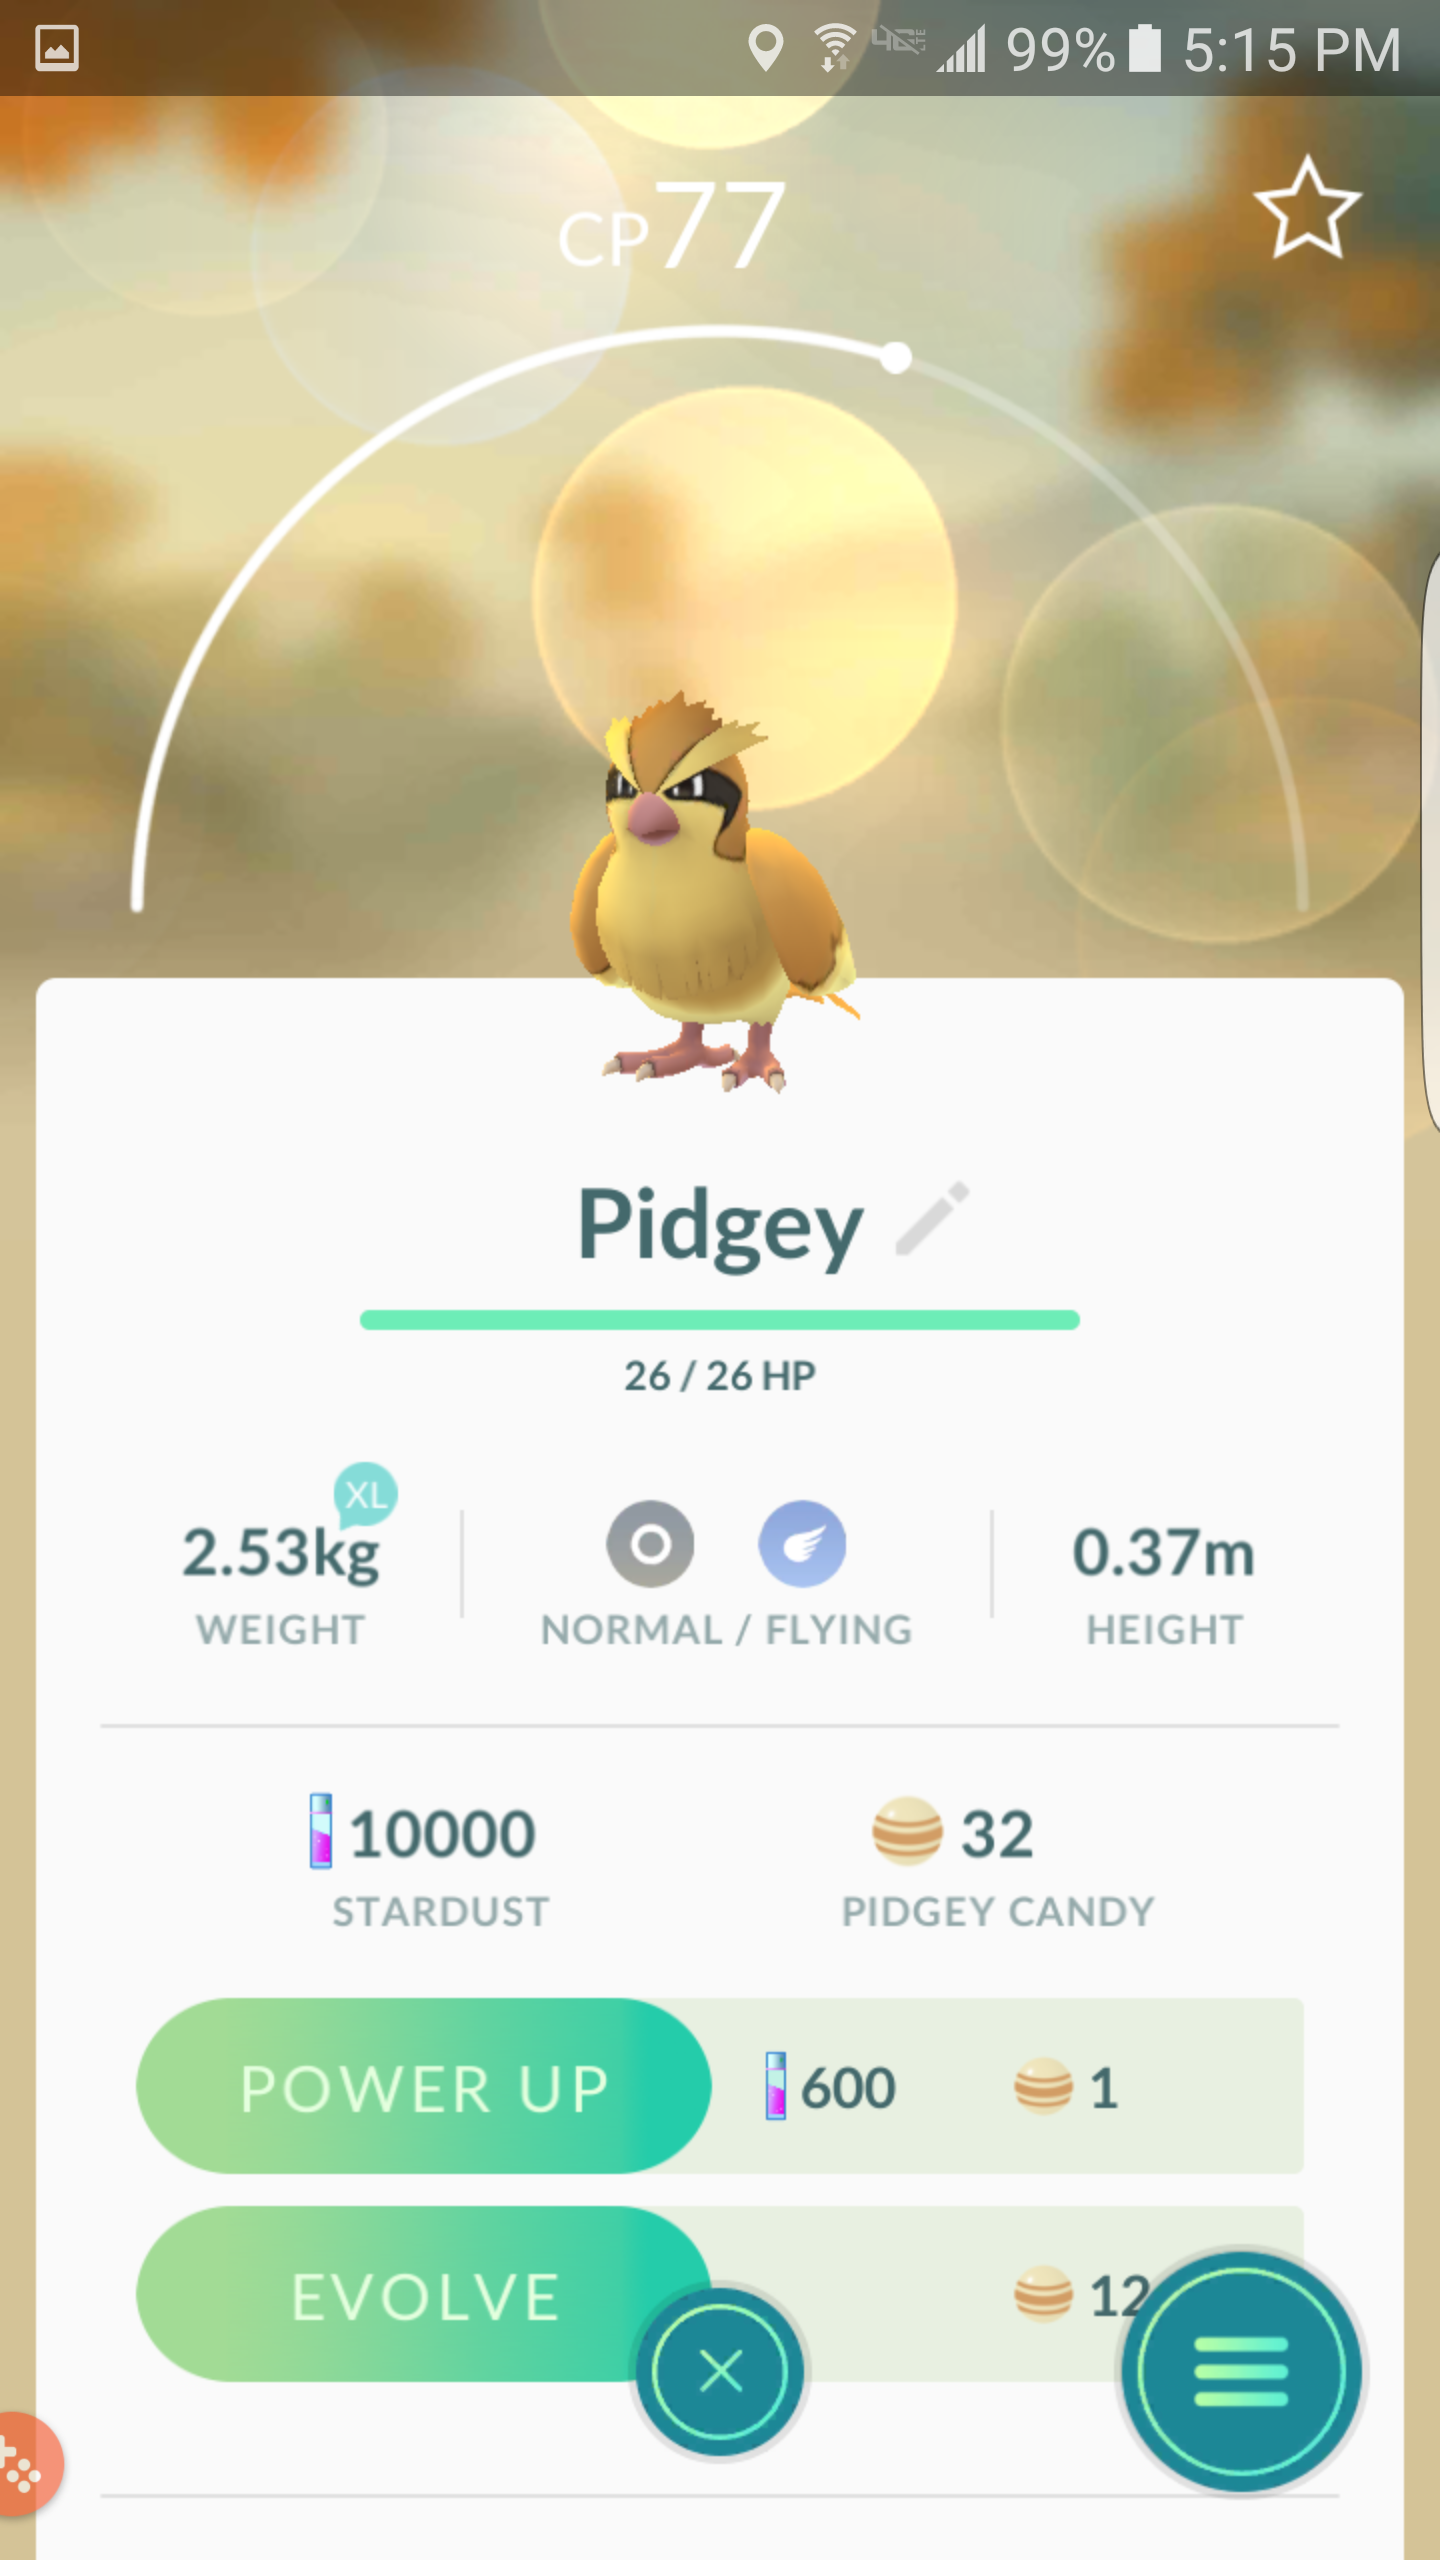 99% 5:15 PM
CP77
Pidgey
26 / 26 HP
XL
2.53kg
WEIGHT
NORMAL / FLYING
0.37m
HEIGHT
10000
STARDUST
32
PIDGEY CANDY
POWER UP
600
1
EVOLVE
12